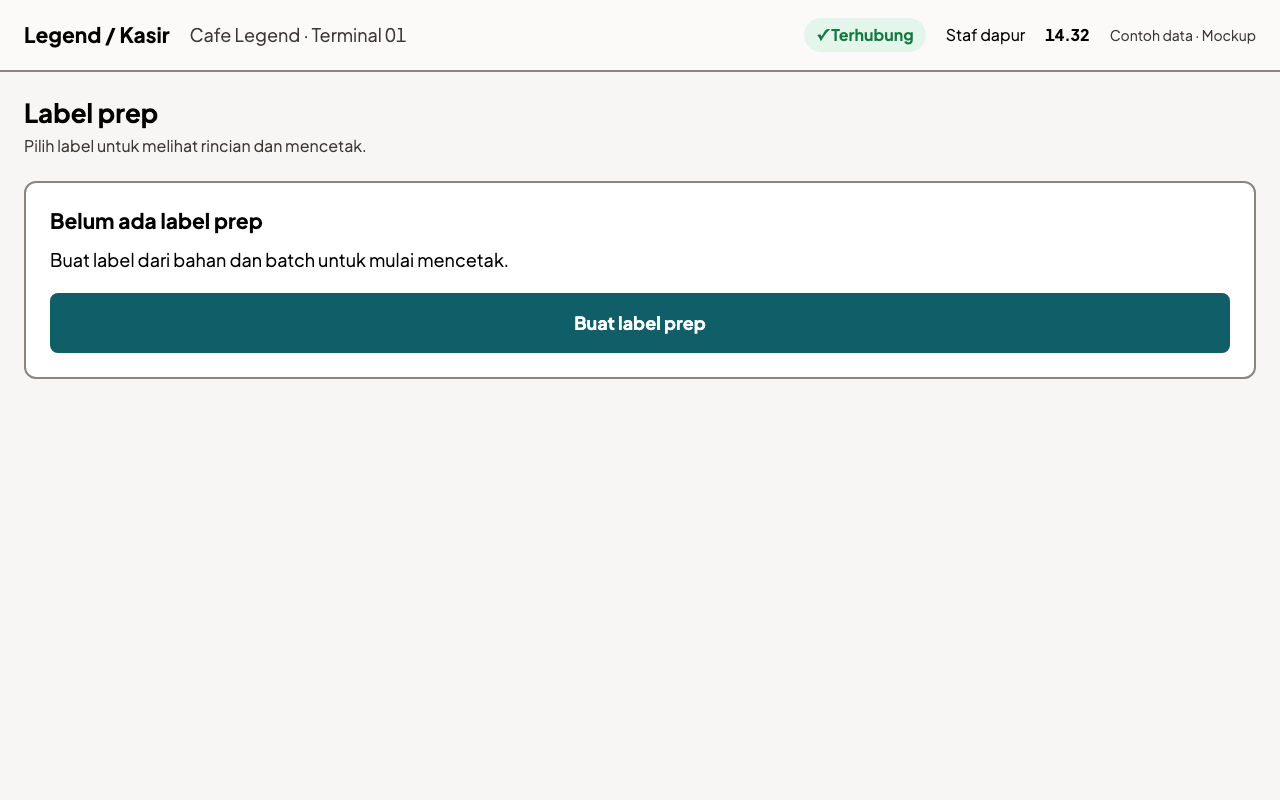 Legend / Kasir
Cafe Legend · Terminal 01
✓Terhubung
Staf dapur
14.32
Contoh data · Mockup
Label prep
Pilih label untuk melihat rincian dan mencetak.
Belum ada label prep
Buat label dari bahan dan batch untuk mulai mencetak.
Buat label prep